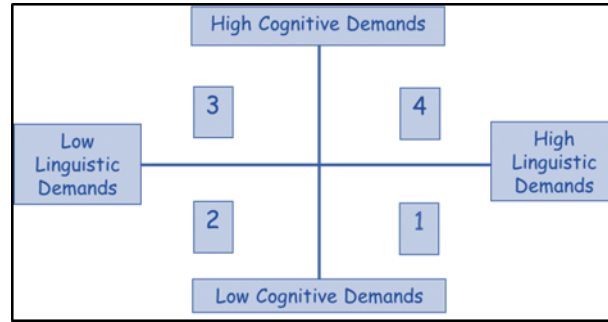 High Cognitive Demands
3
4
Low
Linguistic
Demands
High
Linguistic
Demands
2
1
Low Cognitive Demands